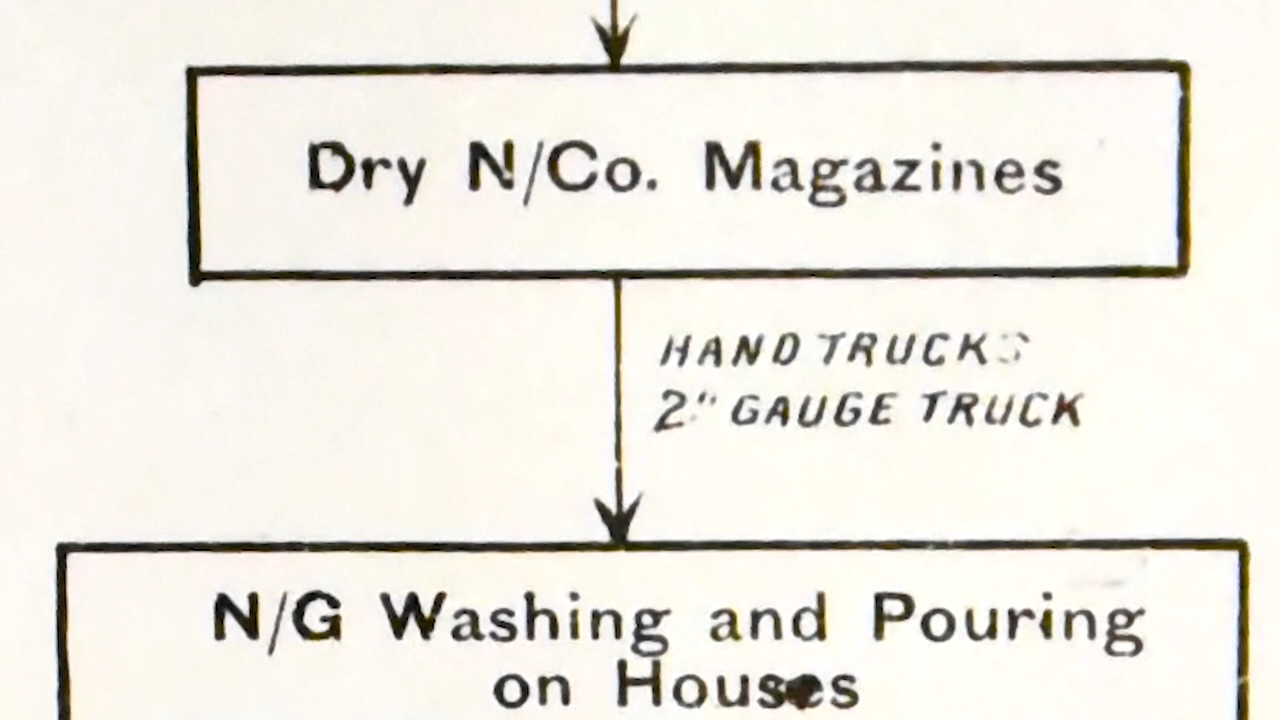 Dry N/Co. Magazines
HAND TRUCKS
2" GAUGE TRUCK
N/G Washing and Pouring
on Houses